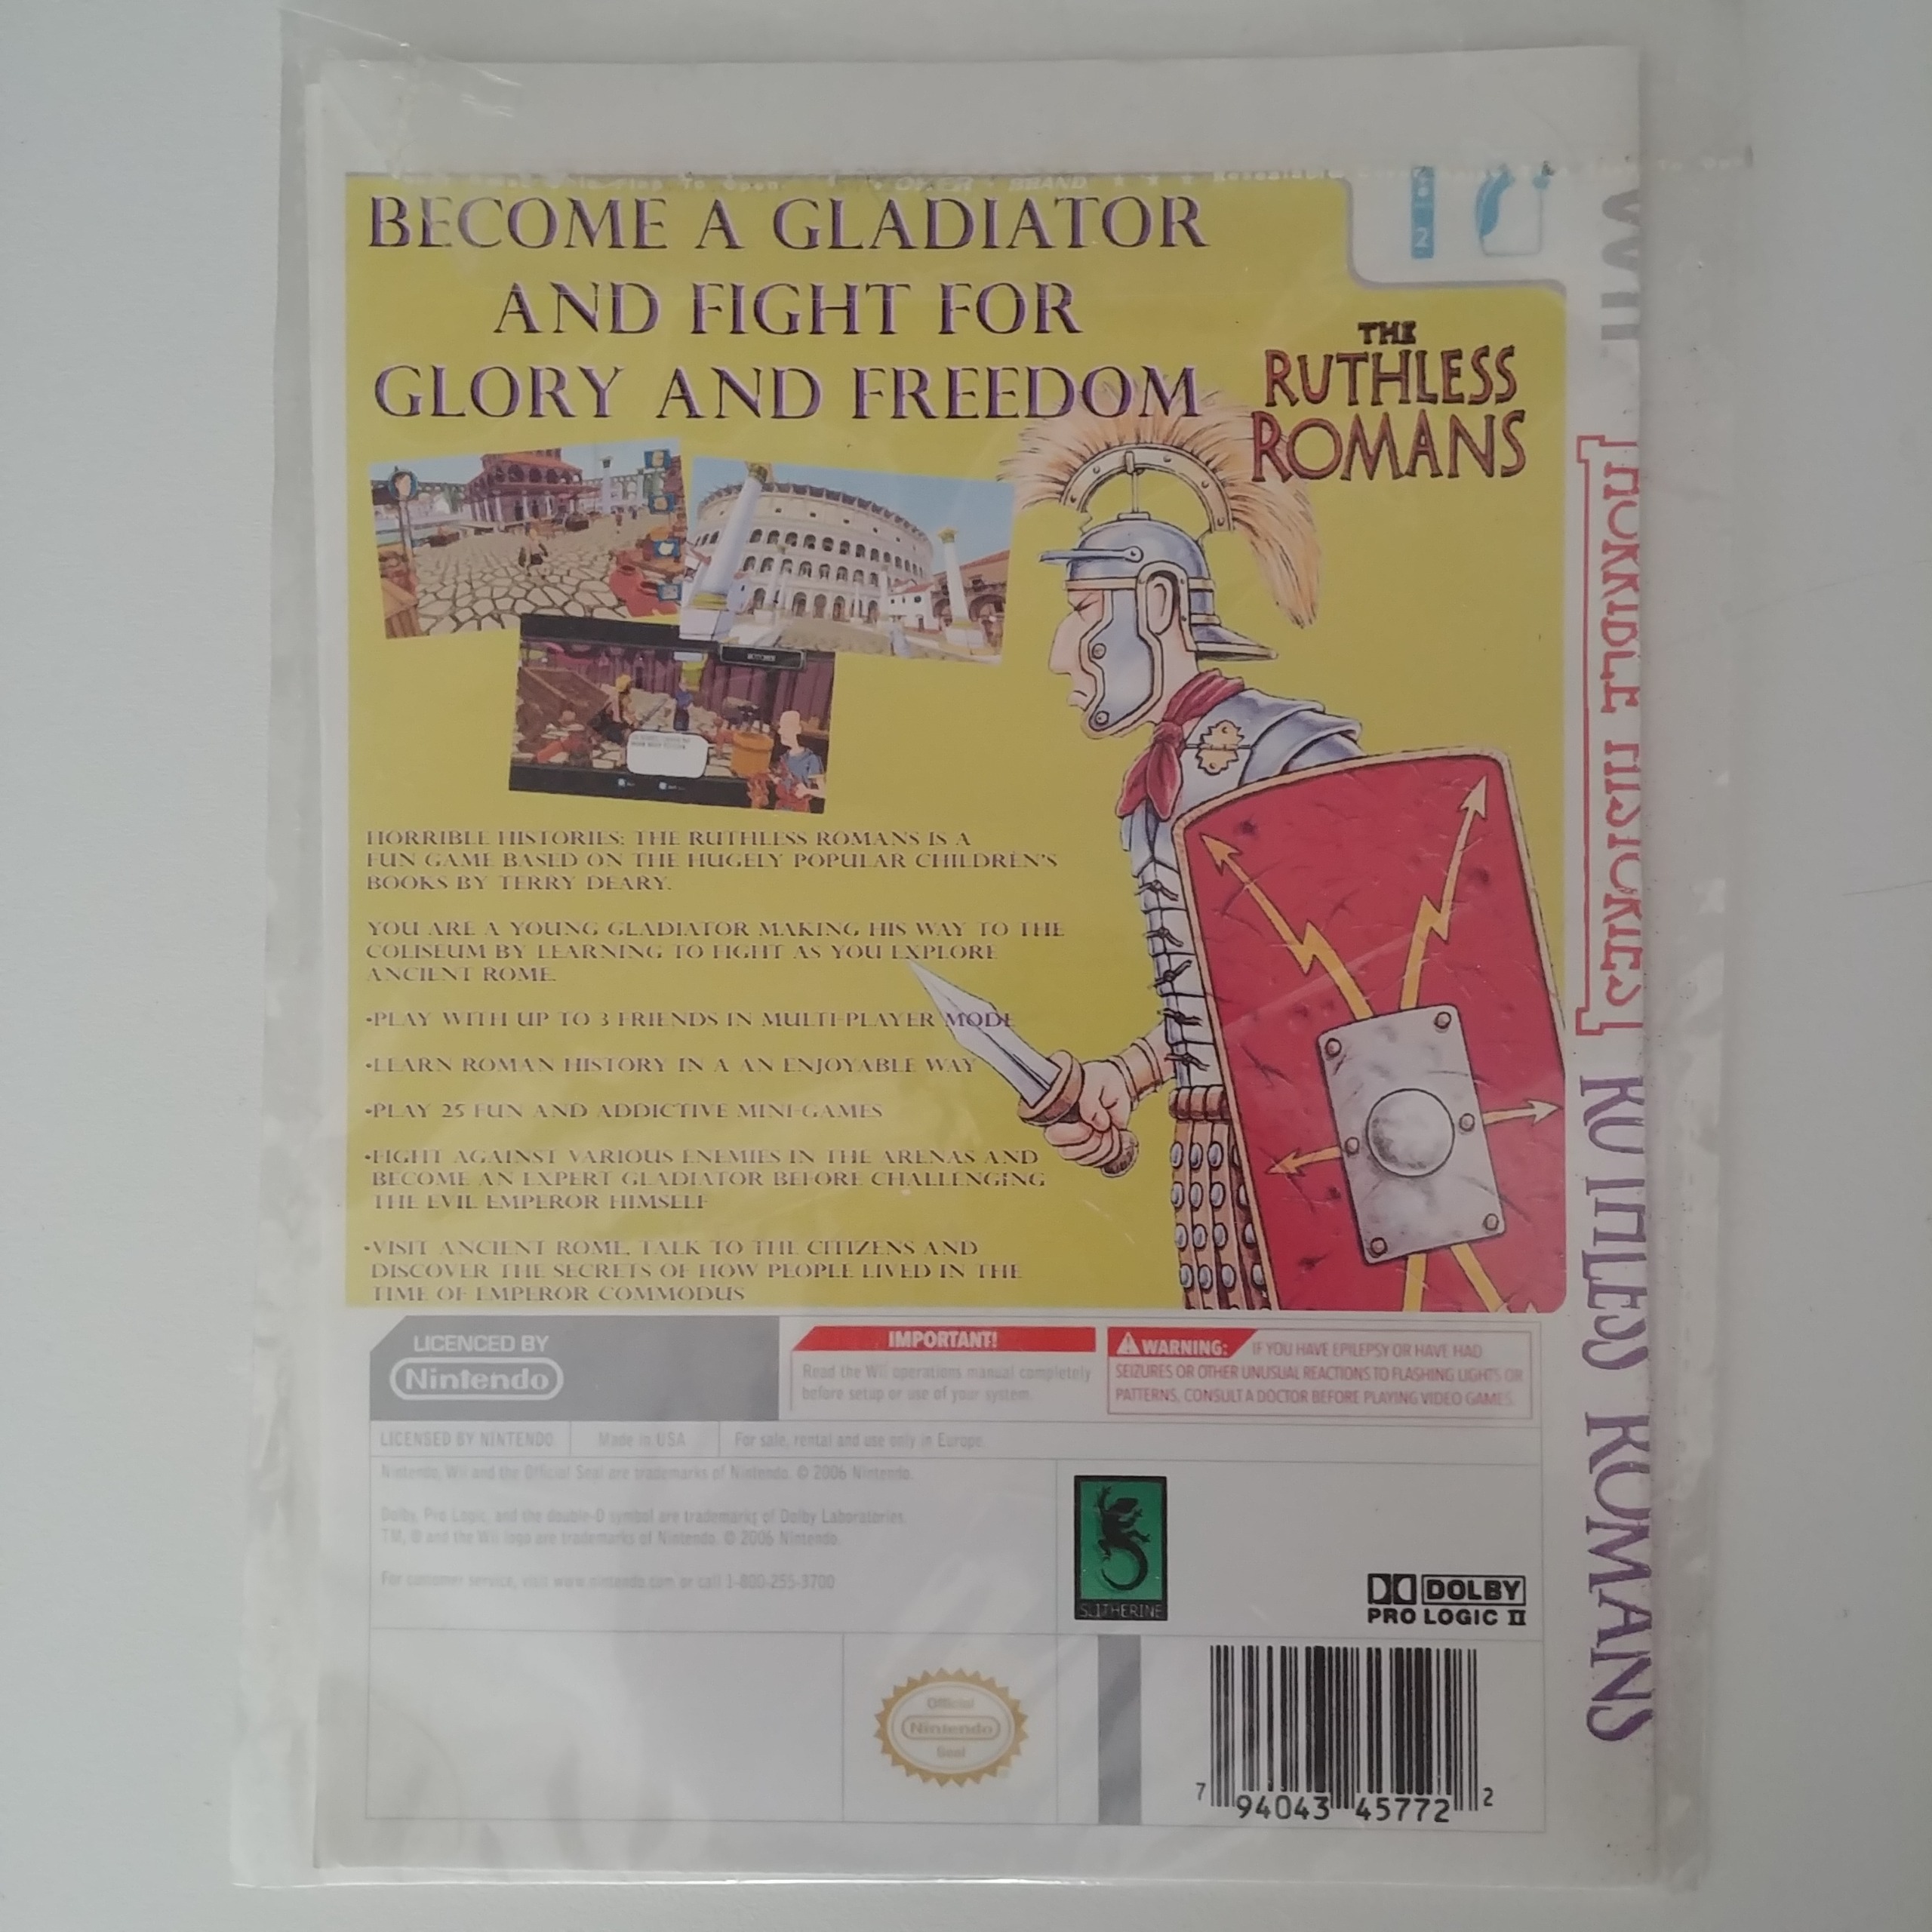 BECOME A GLADIATOR
AND FIGHT FOR
GLORY AND FREEDOM
THE
RUTHLESS
ROMANS
HORRIBLE HISTORIES: THE RUTHLESS ROMANS IS A
FUN GAME BASED ON THE HUGELY POPULAR CHILDREN'S
BOOKS BY TERRY DEARY.
YOU ARE A YOUNG GLADIATOR MAKING HIS WAY TO THE
COLISEUM BY LEARNING TO FIGHT AS YOU EXPLORE
ANCIENT ROME.
•PLAY WITH UP TO 3 FRIENDS IN MULTI-PLAYER MODE
•LEARN ROMAN HISTORY IN A AN ENJOYABLE WAY
•PLAY 25 FUN AND ADDICTIVE MINI-GAMES
•FIGHT AGAINST VARIOUS ENEMIES IN THE ARENAS AND
BECOME AN EXPERT GLADIATOR BEFORE CHALLENGING
THE EVIL EMPEROR HIMSELF
•VISIT ANCIENT ROME, TALK TO THE CITIZENS AND
DISCOVER THE SECRETS OF HOW PEOPLE LIVED IN THE
TIME OF EMPEROR COMMODUS
Wii
HORRIBLE HISTORIES
RUTHLESS ROMANS
LICENCED BY
Nintendo
IMPORTANT!
Read the Wii operations manual completely
before setup or use of your system.
WARNING: IF YOU HAVE EPILEPSY OR HAVE HAD
SEIZURES OR OTHER UNUSUAL REACTIONS TO FLASHING LIGHTS OR
PATTERNS, CONSULT A DOCTOR BEFORE PLAYING VIDEO GAMES.
LICENSED BY NINTENDO
Made in USA
For sale, rental and use only in Europe.
Nintendo, Wii and the Official Seal are trademarks of Nintendo. © 2006 Nintendo.
Dolby, Pro Logic, and the double-D symbol are trademarks of Dolby Laboratories.
TM, ® and the Wii logo are trademarks of Nintendo. © 2006 Nintendo.
For customer service, visit www.nintendo.com or call 1-800-255-3700
SLITHERINE
DOLBY
PRO LOGIC II
Official
Nintendo
Seal
7 94043 45772 2